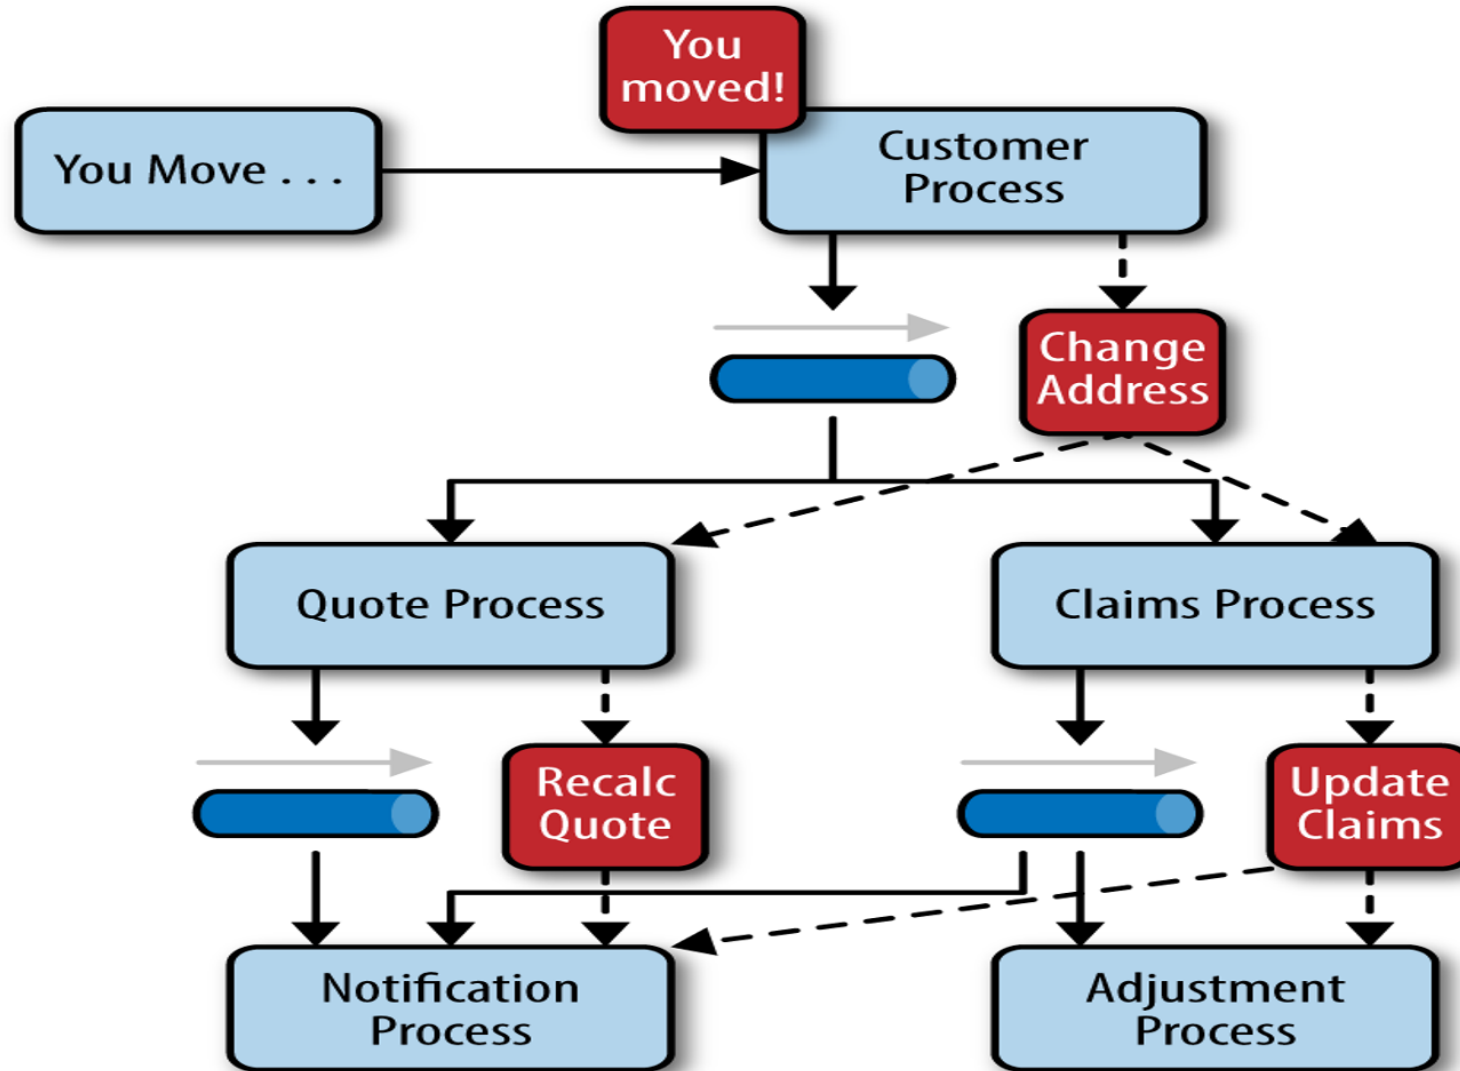 You
moved!
You Move . . .
Customer
Process
Change
Address
Quote Process
Claims Process
Recalc
Quote
Update
Claims
Notification
Process
Adjustment
Process